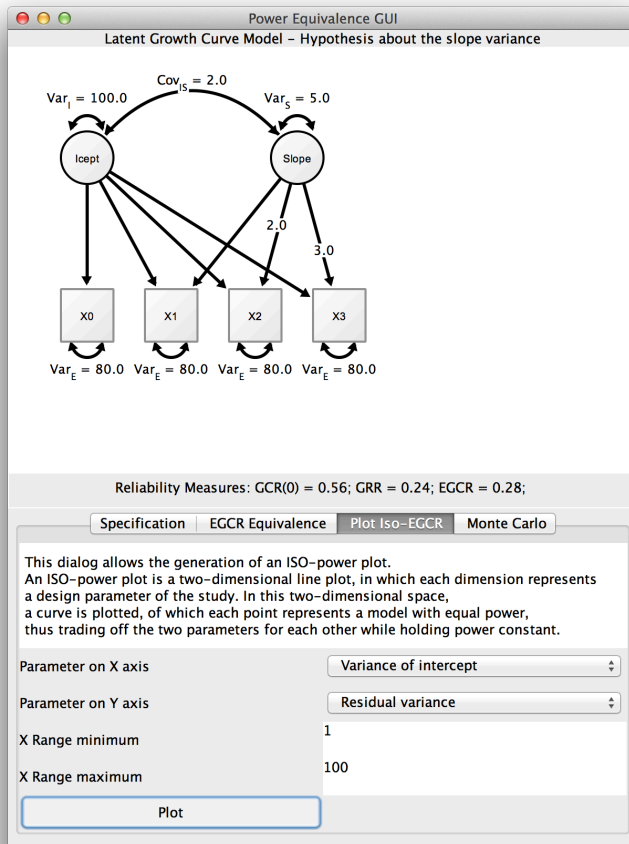 Power Equivalence GUI
Latent Growth Curve Model – Hypothesis about the slope variance
Cov_IS = 2.0
Var_I = 100.0
Var_S = 5.0
Icept
Slope
2.0
3.0
X0 X1 X2 X3
Var_E = 80.0 Var_E = 80.0 Var_E = 80.0 Var_E = 80.0
Reliability Measures: GCR(0) = 0.56; GRR = 0.24; EGCR = 0.28;
Specification EGCR Equivalence Plot Iso–EGCR Monte Carlo
This dialog allows the generation of an ISO–power plot.
An ISO–power plot is a two–dimensional line plot, in which each dimension represents
a design parameter of the study. In this two–dimensional space,
a curve is plotted, of which each point represents a model with equal power,
thus trading off the two parameters for each other while holding power constant.
Parameter on X axis Variance of intercept
Parameter on Y axis Residual variance
X Range minimum 1
X Range maximum 100
Plot